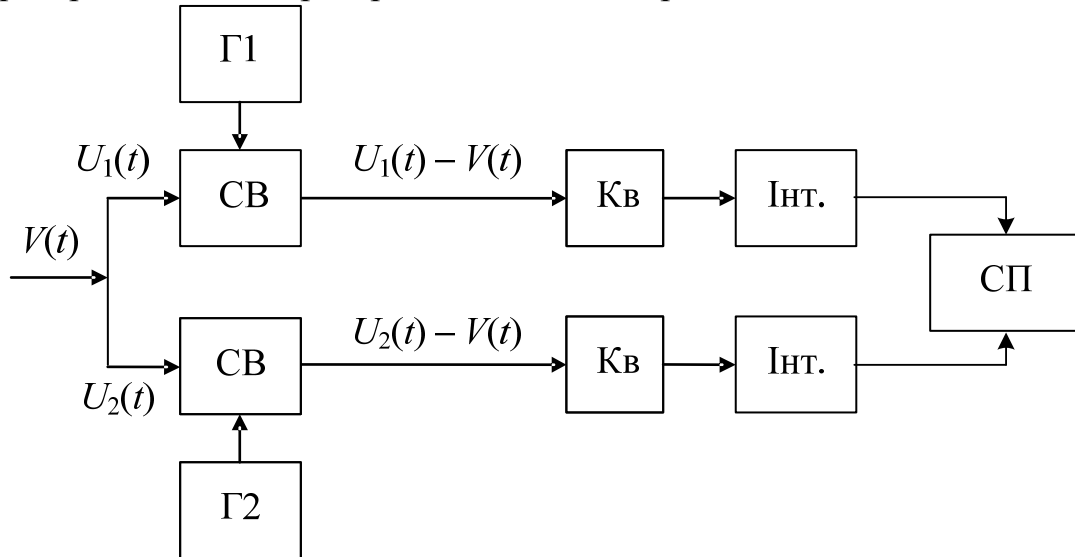 Г1
U₁(t)
СВ
U₁(t) – V(t)
Кв
Інт.
V(t)
СП
U₂(t)
СВ
U₂(t) – V(t)
Кв
Інт.
Г2